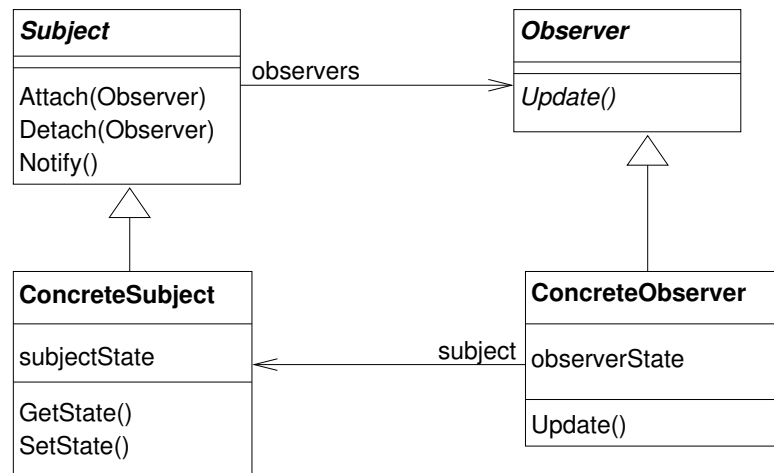 Subject
Attach(Observer)
Detach(Observer)
Notify()
observers
Observer
Update()
ConcreteSubject
subjectState
GetState()
SetState()
subject
ConcreteObserver
observerState
Update()